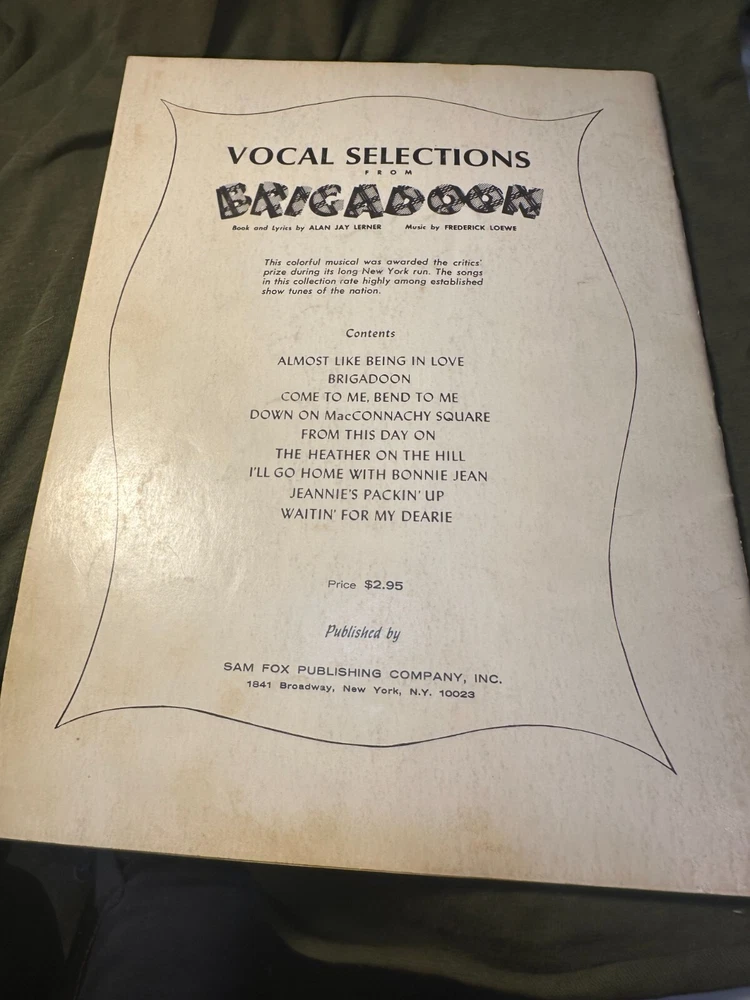 VOCAL SELECTIONS
FROM
BRIGADOON
Book and Lyrics by ALAN JAY LERNER Music by FREDERICK LOEWE
This colorful musical was awarded the critics'
prize during its long New York run. The songs
in this collection rate highly among established
show tunes of the nation.
Contents
ALMOST LIKE BEING IN LOVE
BRIGADOON
COME TO ME, BEND TO ME
DOWN ON MacCONNACHY SQUARE
FROM THIS DAY ON
THE HEATHER ON THE HILL
I'LL GO HOME WITH BONNIE JEAN
JEANNIE'S PACKIN' UP
WAITIN' FOR MY DEARIE
Price $2.95
Published by
SAM FOX PUBLISHING COMPANY, INC.
1841 Broadway, New York, N.Y. 10023